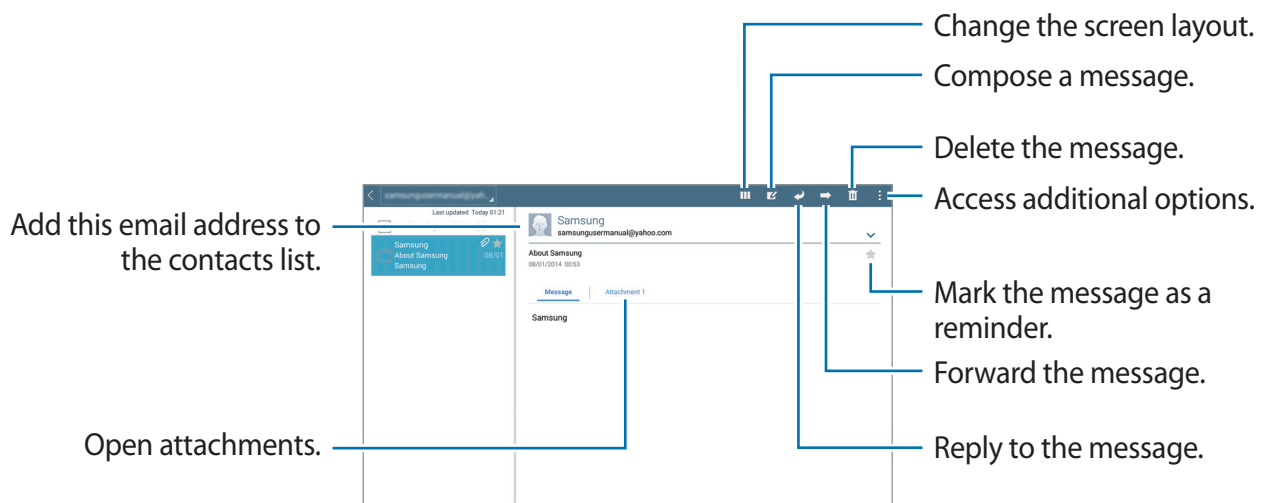 Change the screen layout.
Compose a message.
Delete the message.
Access additional options.
samsungusermanual@yah..
Last updated Today 01:21
Add this email address to
the contacts list.
Samsung
samsungusermanual@yahoo.com
Samsung
About Samsung 08/01
Samsung
About Samsung
08/01/2014 00:53
Mark the message as a
reminder.
Message Attachment 1
Samsung
Forward the message.
Open attachments.
Reply to the message.